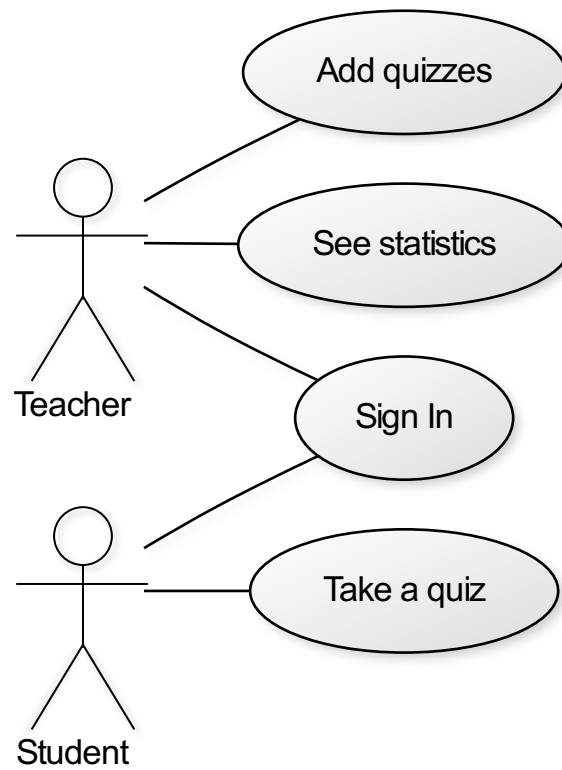 Add quizzes
See statistics
Teacher
Sign In
Take a quiz
Student